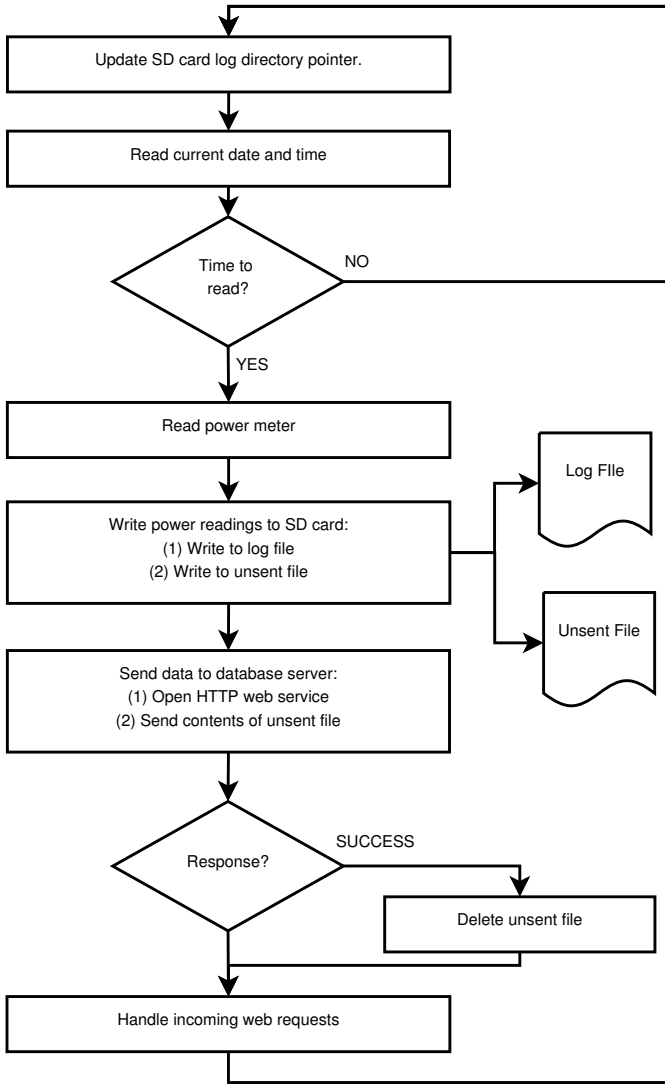 Update SD card log directory pointer.
Read current date and time
Time to
read?
NO
YES
Read power meter
Log FIle
Write power readings to SD card:
(1) Write to log file
(2) Write to unsent file
Unsent File
Send data to database server:
(1) Open HTTP web service
(2) Send contents of unsent file
SUCCESS
Response?
Delete unsent file
Handle incoming web requests